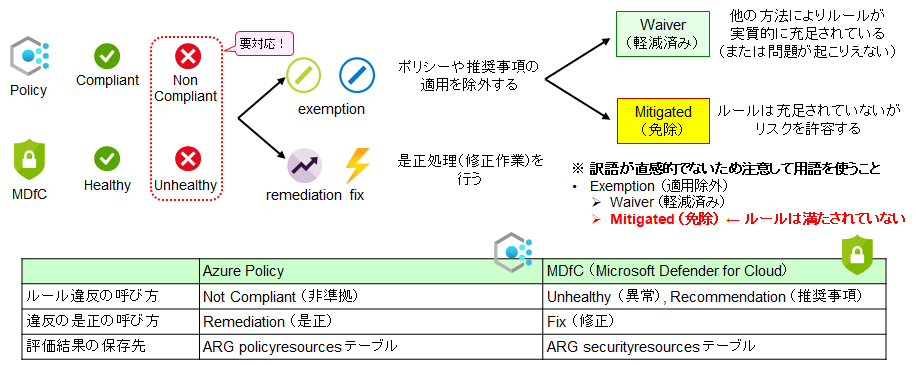 Policy
Compliant
Non
Compliant
要対応！
MDfC
Healthy
Unhealthy
exemption
ポリシーや推奨事項の
適用を除外する
remediation
fix
是正処理（修正作業）を
行う
Waiver
（軽減済み）
他の方法によりルールが
実質的に充足されている
（または問題が起こりえない）
Mitigated
（免除）
ルールは充足されていないが
リスクを許容する
※ 訳語が直感的でないため注意して用語を使うこと
• Exemption（適用除外）
➢ Waiver（軽減済み）
➢ Mitigated（免除） ← ルールは満たされていない
Azure Policy
MDfC（Microsoft Defender for Cloud）
ルール違反の呼び方
Not Compliant（非準拠）
Unhealthy（異常）, Recommendation（推奨事項）
違反の是正の呼び方
Remediation（是正）
Fix（修正）
評価結果の保存先
ARG policyresources テーブル
ARG securityresources テーブル